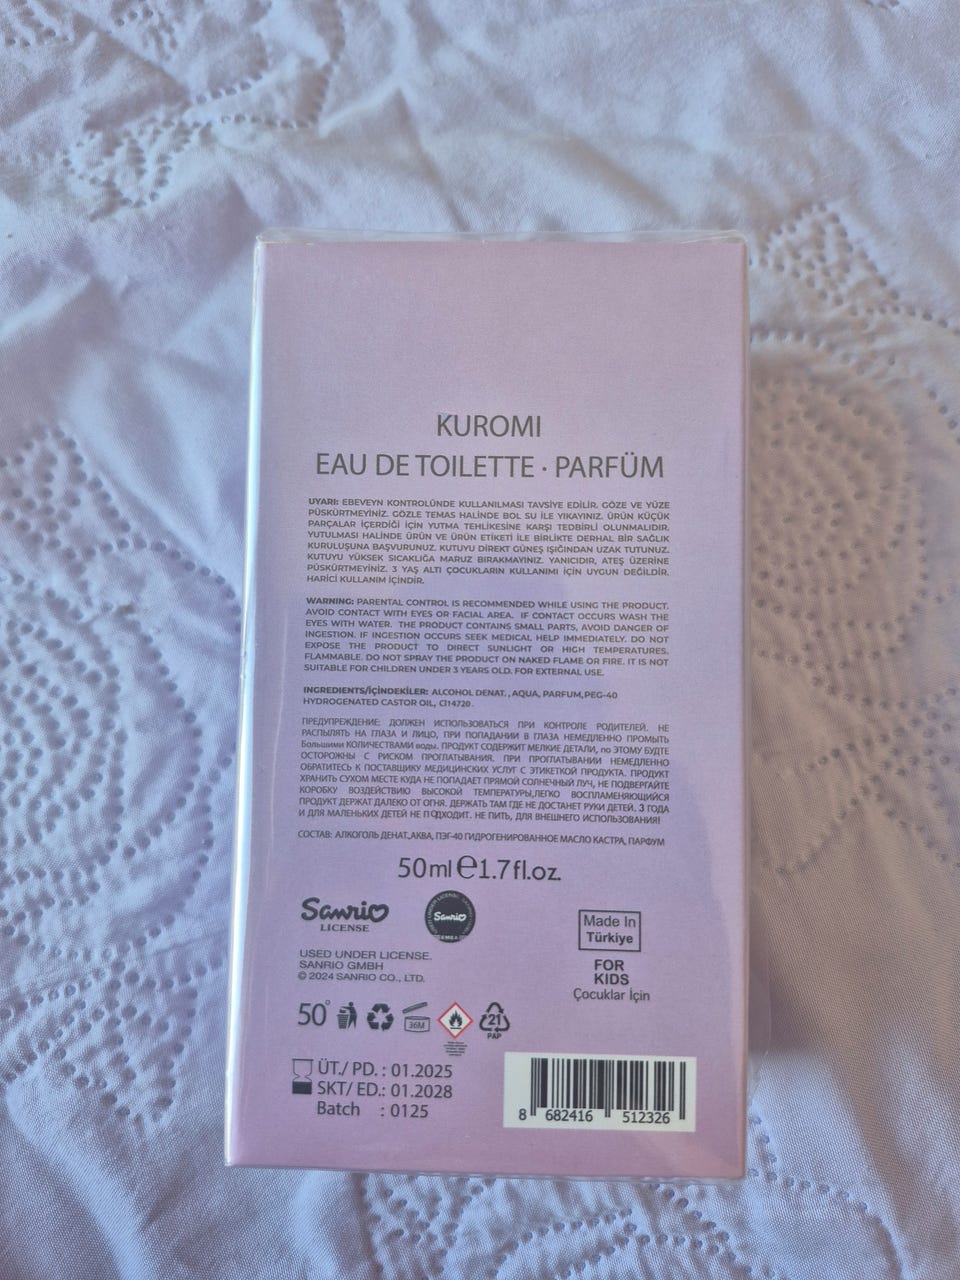 KUROMI
EAU DE TOILETTE · PARFÜM
UYARI: EBEVEYN KONTROLÜNDE KULLANILMASI TAVSİYE EDİLİR. GÖZE VE YÜZE
PÜSKÜRTMEYİNİZ. GÖZLE TEMAS HALİNDE BOL SU İLE YIKAYINIZ. ÜRÜN KÜÇÜK
PARÇALAR İÇERDİĞİ İÇİN YUTMA TEHLİKESİNE KARŞI TEDBİRLİ OLUNMALIDIR.
YUTULMASI HALİNDE ÜRÜN VE ÜRÜN ETİKETİ İLE BİRLİKTE DERHAL BİR SAĞLIK
KURULUŞUNA BAŞVURUNUZ. KUTUYU DİREKT GÜNEŞ IŞIĞINDAN UZAK TUTUNUZ.
KUTUYU YÜKSEK SICAKLIĞA MARUZ BIRAKMAYINIZ. YANICIDIR, ATEŞ ÜZERİNE
PÜSKÜRTMEYİNİZ. 3 YAŞ ALTI ÇOCUKLARIN KULLANIMI İÇİN UYGUN DEĞİLDİR.
HARİCİ KULLANIM İÇİNDİR.
WARNING: PARENTAL CONTROL IS RECOMMENDED WHILE USING THE PRODUCT.
AVOID CONTACT WITH EYES OR FACIAL AREA. IF CONTACT OCCURS WASH THE
EYES WITH WATER. THE PRODUCT CONTAINS SMALL PARTS, AVOID DANGER OF
INGESTION. IF INGESTION OCCURS SEEK MEDICAL HELP IMMEDIATELY. DO NOT
EXPOSE THE PRODUCT TO DIRECT SUNLIGHT OR HIGH TEMPERATURES.
FLAMMABLE. DO NOT SPRAY THE PRODUCT ON NAKED FLAME OR FIRE. IT IS NOT
SUITABLE FOR CHILDREN UNDER 3 YEARS OLD. FOR EXTERNAL USE.
INGREDIENTS/İÇİNDEKİLER: ALCOHOL DENAT. , AQUA, PARFUM,PEG-40
HYDROGENATED CASTOR OIL, CI14720 .
ПРЕДУПРЕЖДЕНИЕ: ДОЛЖЕН ИСПОЛЬЗОВАТЬСЯ ПРИ КОНТРОЛЕ РОДИТЕЛЕЙ. НЕ
РАСПЫЛЯТЬ НА ГЛАЗА И ЛИЦО, ПРИ ПОПАДАНИИ В ГЛАЗА НЕМЕДЛЕННО ПРОМЫТЬ
Большими КОЛИЧЕСТВАМИ воды. ПРОДУКТ СОДЕРЖИТ МЕЛКИЕ ДЕТАЛИ, по ЭТОМУ БУДТЕ
ОСТОРОЖНЫ С РИСКОМ ПРОГЛАТЫВАНИЯ. ПРИ ПРОГЛАТЫВАНИИ НЕМЕДЛЕННО
ОБРАТИТЕСЬ К ПОСТАВЩИКУ МЕДИЦИНСКИХ УСЛУГ С ЭТИКЕТКОЙ ПРОДУКТА. ПРОДУКТ
ХРАНИТЬ СУХОМ МЕСТЕ КУДА НЕ ПОПАДАЕТ ПРЯМОЙ СОЛНЕЧНЫЙ ЛУЧ, НЕ ПОДВЕРГАЙТЕ
КОРОБКУ ВОЗДЕЙСТВИЮ ВЫСОКОЙ ТЕМПЕРАТУРЫ,ЛЕГКО ВОСПЛАМЕНЯЮЩИЙСЯ
ПРОДУКТ ДЕРЖАТ ДАЛЕКО ОТ ОГНЯ. ДЕРЖАТЬ ТАМ ГДЕ НЕ ДОСТАНЕТ РУКИ ДЕТЕЙ. 3 ГОДА
И ДЛЯ МАЛЕНЬКИХ ДЕТЕЙ НЕ ПОДХОДИТ. НЕ ПИТЬ, ДЛЯ ВНЕШНЕГО ИСПОЛЬЗОВАНИЯ!
СОСТАВ: АЛКОГОЛЬ ДЕНАТ.,АКВА, ПЭГ-40 ГИДРОГЕНИРОВАННОЕ МАСЛО КАСТРА, ПАРФЮМ
50ml ℮1.7fl.oz.
Sanrio
LICENSE
Sanrio
EMEA
Made In
Türkiye
USED UNDER LICENSE.
SANRIO GMBH
© 2024 SANRIO CO., LTD.
FOR
KIDS
Çocuklar İçin
50°
36M
21
PAP
ÜT./ PD. : 01.2025
SKT/ ED.: 01.2028
Batch : 0125
8 682416 512326